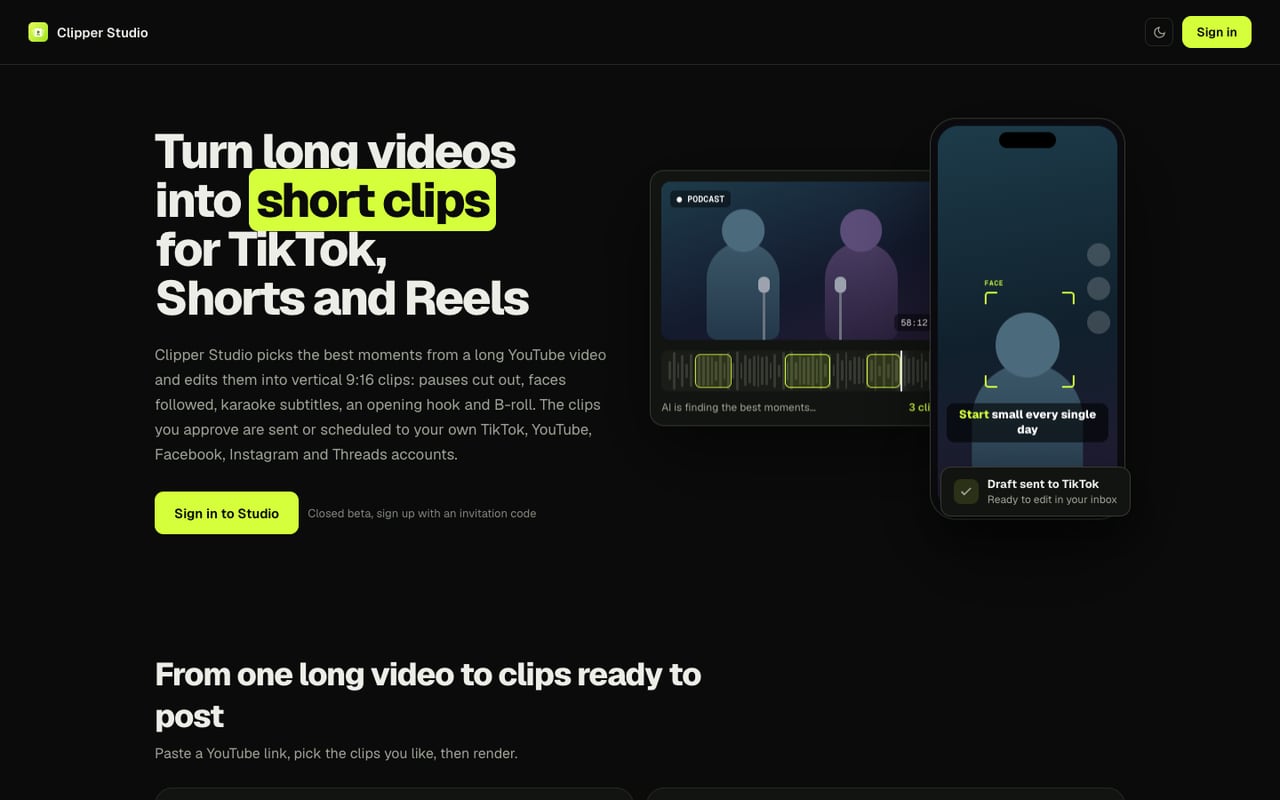 Clipper Studio
Sign in
Turn long videos
into short clips
for TikTok,
Shorts and Reels
Clipper Studio picks the best moments from a long YouTube video
and edits them into vertical 9:16 clips: pauses cut out, faces
followed, karaoke subtitles, an opening hook and B-roll. The clips
you approve are sent or scheduled to your own TikTok, YouTube,
Facebook, Instagram and Threads accounts.
Sign in to Studio
Closed beta, sign up with an invitation code
PODCAST
58:12
AI is finding the best moments…
3 cli
FACE
Start small every single
day
Draft sent to TikTok
Ready to edit in your inbox
From one long video to clips ready to
post
Paste a YouTube link, pick the clips you like, then render.